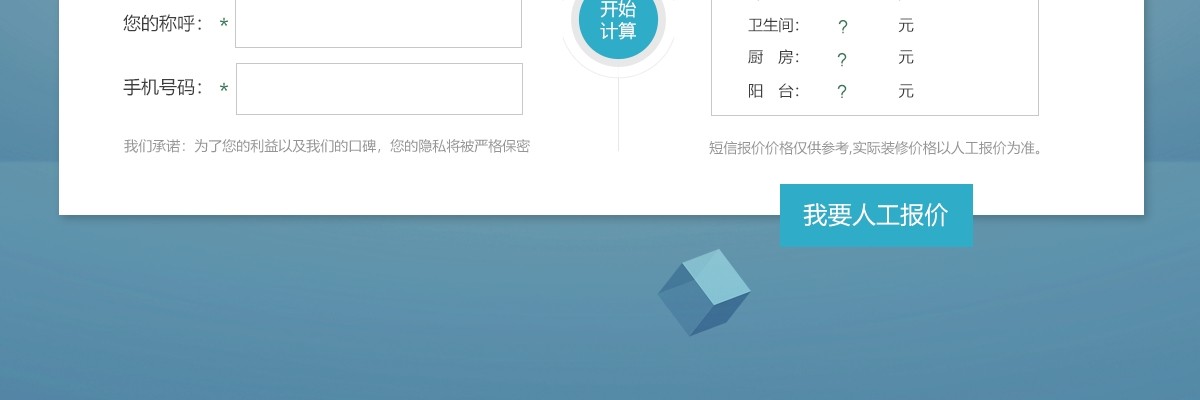 您的称呼： *
手机号码： *
我们承诺：为了您的利益以及我们的口碑，您的隐私将被严格保密
开始
计算
卫生间： ? 元
厨　房： ? 元
阳　台： ? 元
短信报价价格仅供参考,实际装修价格以人工报价为准。
我要人工报价